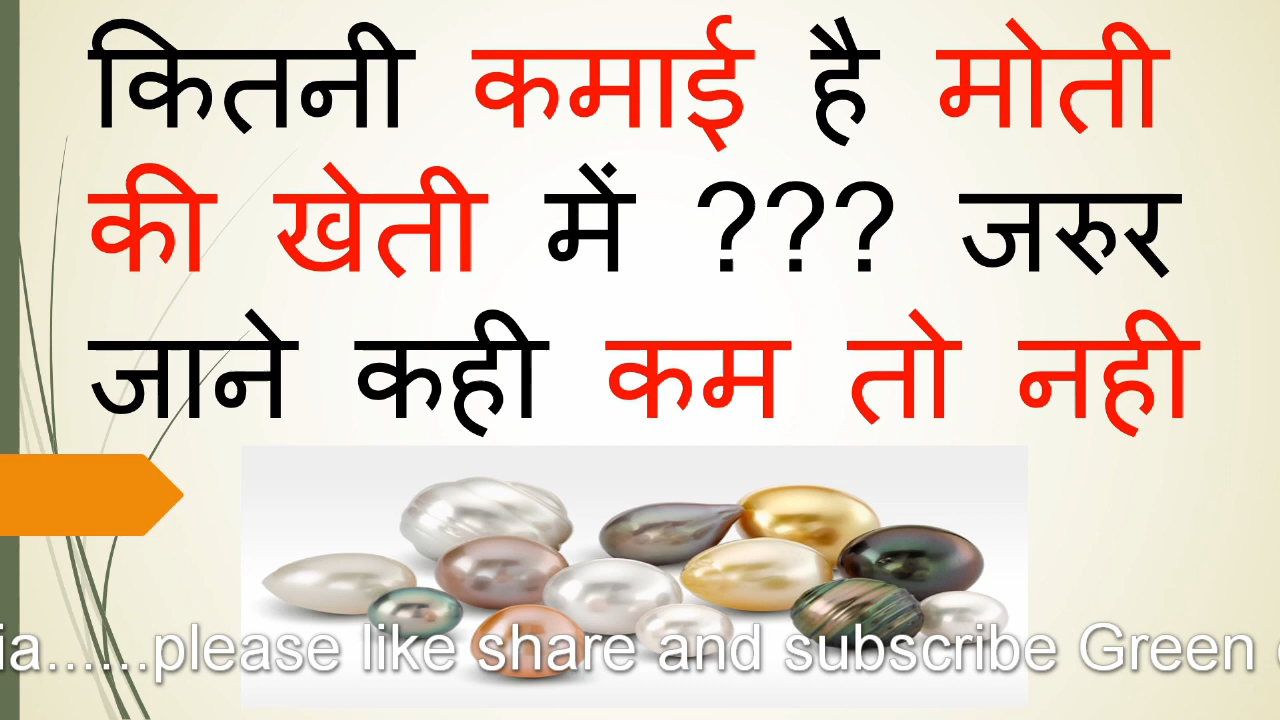 कितनी कमाई है मोती
की खेती में ??? जरुर
जाने कही कम तो नही
ia......please like share and subscribe Green